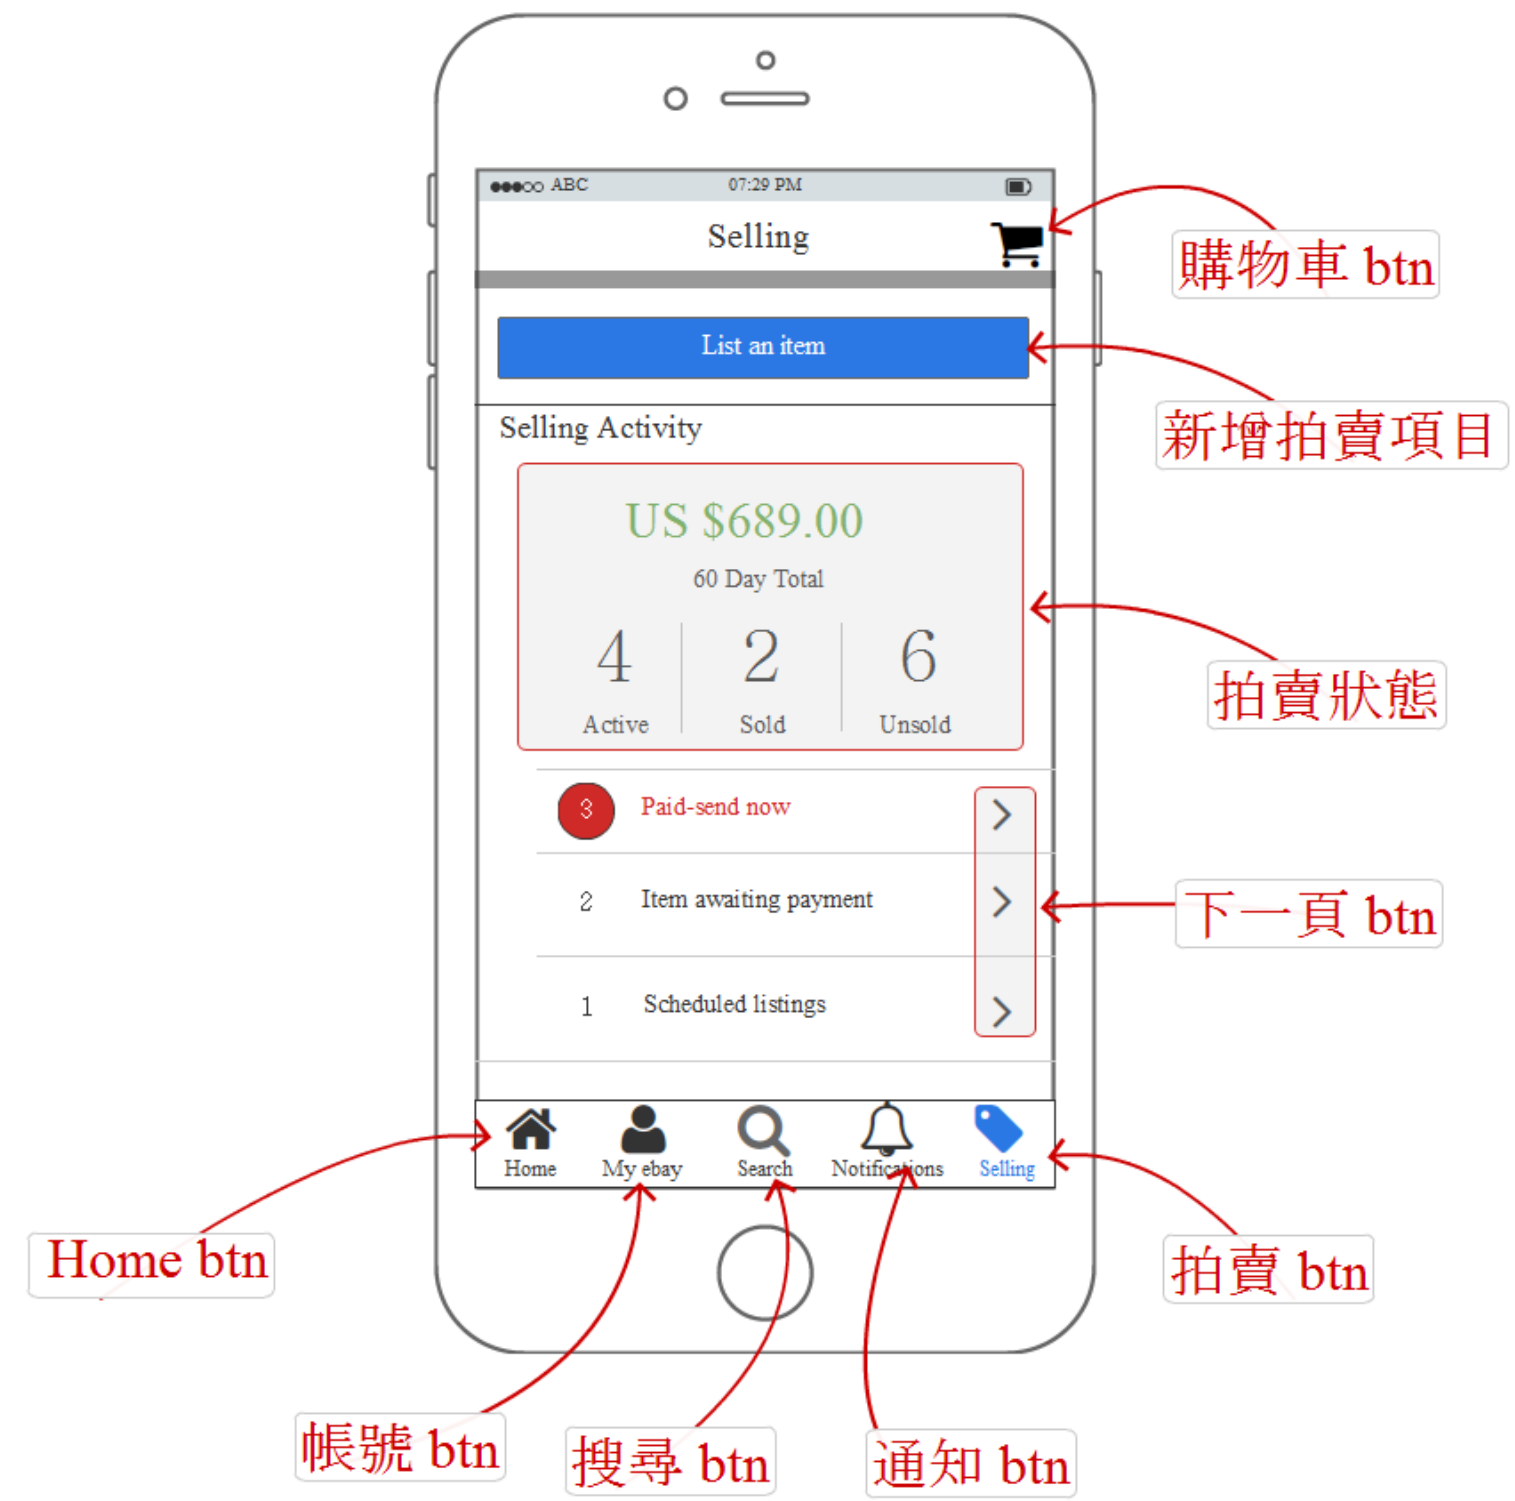 ABC 07:29 PM
Selling
購物車 btn
List an item
新增拍賣項目
Selling Activity
US $689.00
60 Day Total
4 2 6
Active Sold Unsold
拍賣狀態
3 Paid-send now
2 Item awaiting payment
下一頁 btn
1 Scheduled listings
Home My ebay Search Notifications Selling
Home btn
拍賣 btn
帳號 btn
搜尋 btn
通知 btn